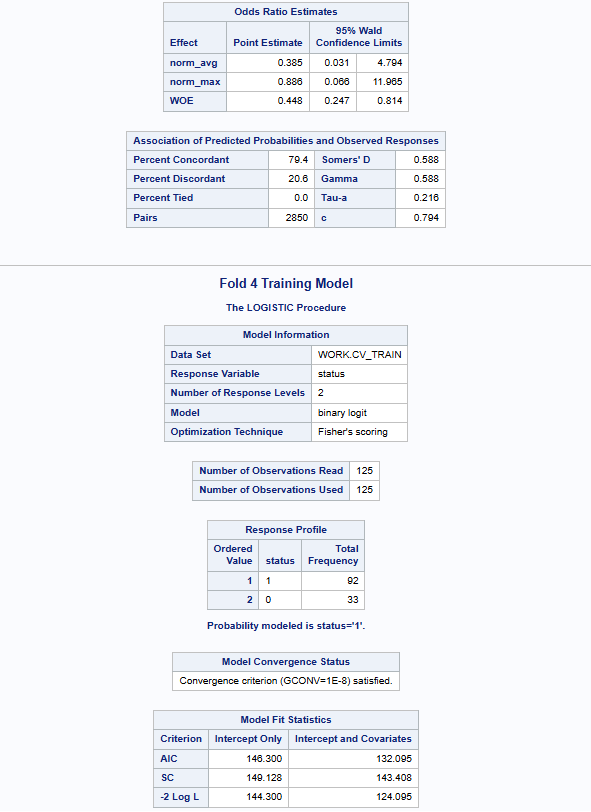 Odds Ratio Estimates
Effect Point Estimate 95% Wald Confidence Limits
norm_avg 0.385 0.031 4.794
norm_max 0.886 0.066 11.965
WOE 0.448 0.247 0.814
Association of Predicted Probabilities and Observed Responses
Percent Concordant 79.4 Somers' D 0.588
Percent Discordant 20.6 Gamma 0.588
Percent Tied 0.0 Tau-a 0.216
Pairs 2850 c 0.794
Fold 4 Training Model
The LOGISTIC Procedure
Model Information
Data Set WORK.CV_TRAIN
Response Variable status
Number of Response Levels 2
Model binary logit
Optimization Technique Fisher's scoring
Number of Observations Read 125
Number of Observations Used 125
Response Profile
Ordered Value status Total Frequency
1 1 92
2 0 33
Probability modeled is status='1'.
Model Convergence Status
Convergence criterion (GCONV=1E-8) satisfied.
Model Fit Statistics
Criterion Intercept Only Intercept and Covariates
AIC 146.300 132.095
SC 149.128 143.408
-2 Log L 144.300 124.095